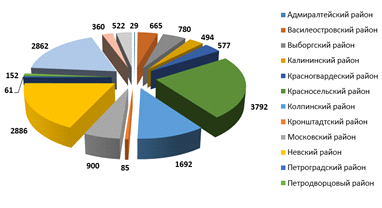 360 522 29 665
780
494
577
2862
3792
152
61
2886
900
85
1692
Адмиралтейский район
Василеостровский район
Выборгский район
Калининский район
Красногвардеский район
Красносельский район
Колпинский район
Кронштадтский район
Московский район
Невский район
Петроградский район
Петродворцовый район